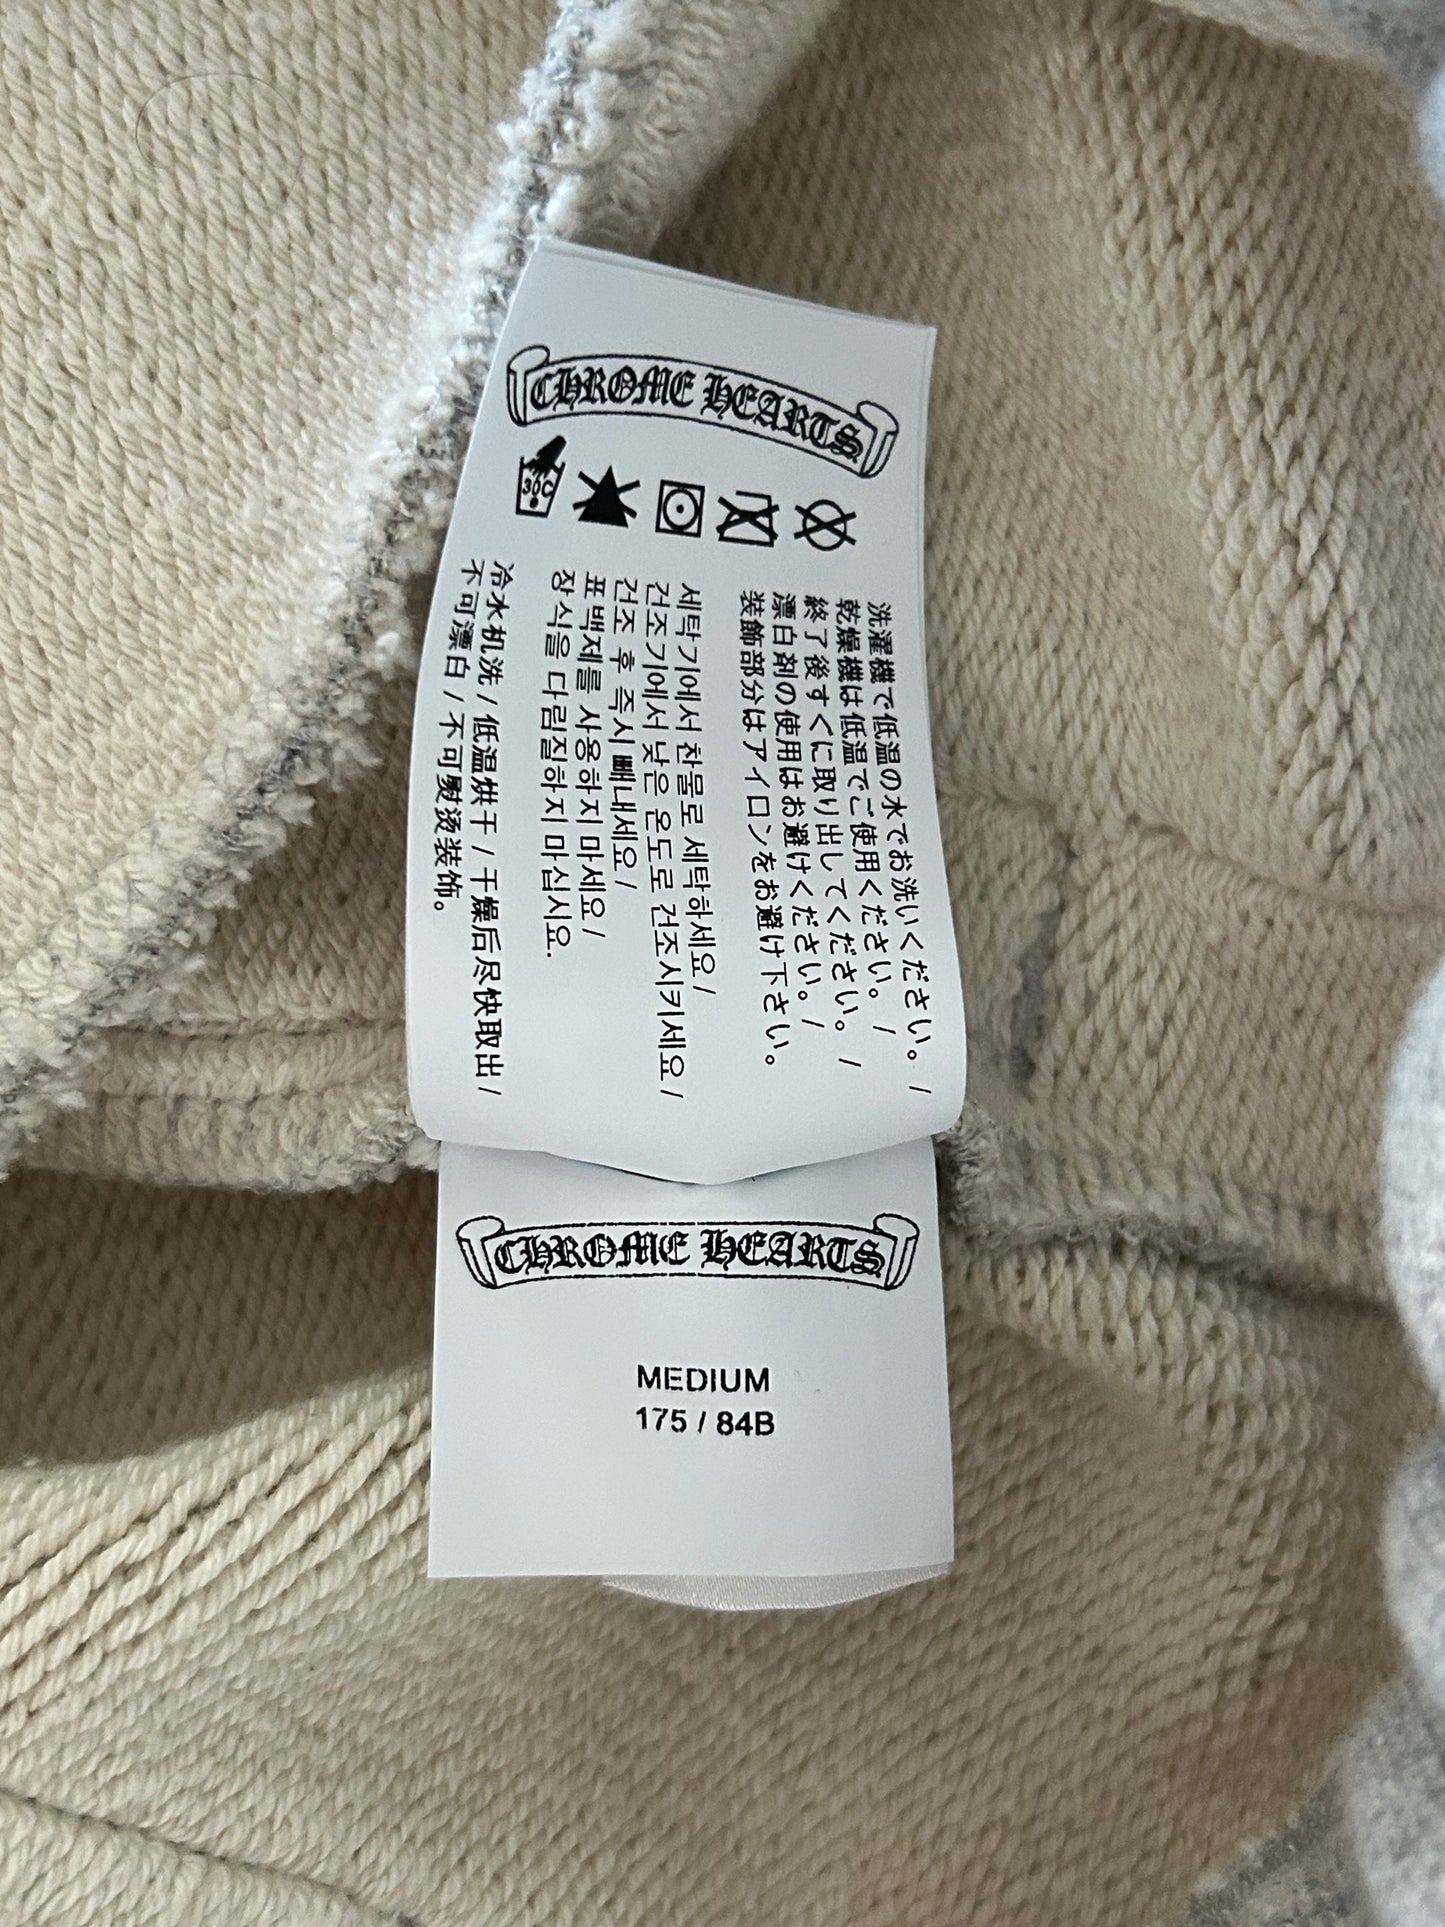 CHROME HEARTS
30C
洗濯機で低温の水でお洗いください。/
乾燥機は低温でご使用ください。/
終了後すぐに取り出してください。/
漂白剤の使用はお避けください。/
装飾部分はアイロンをお避け下さい。
세탁기에서 찬물로 세탁하세요 /
건조기에서 낮은 온도로 건조시키세요 /
건조 후 즉시 빼내세요 /
표백제를 사용하지 마세요 /
장식을 다림질하지 마십시요.
冷水机洗 / 低温烘干 / 干燥后尽快取出 /
不可漂白 / 不可熨烫装饰。
CHROME HEARTS
MEDIUM
175 / 84B